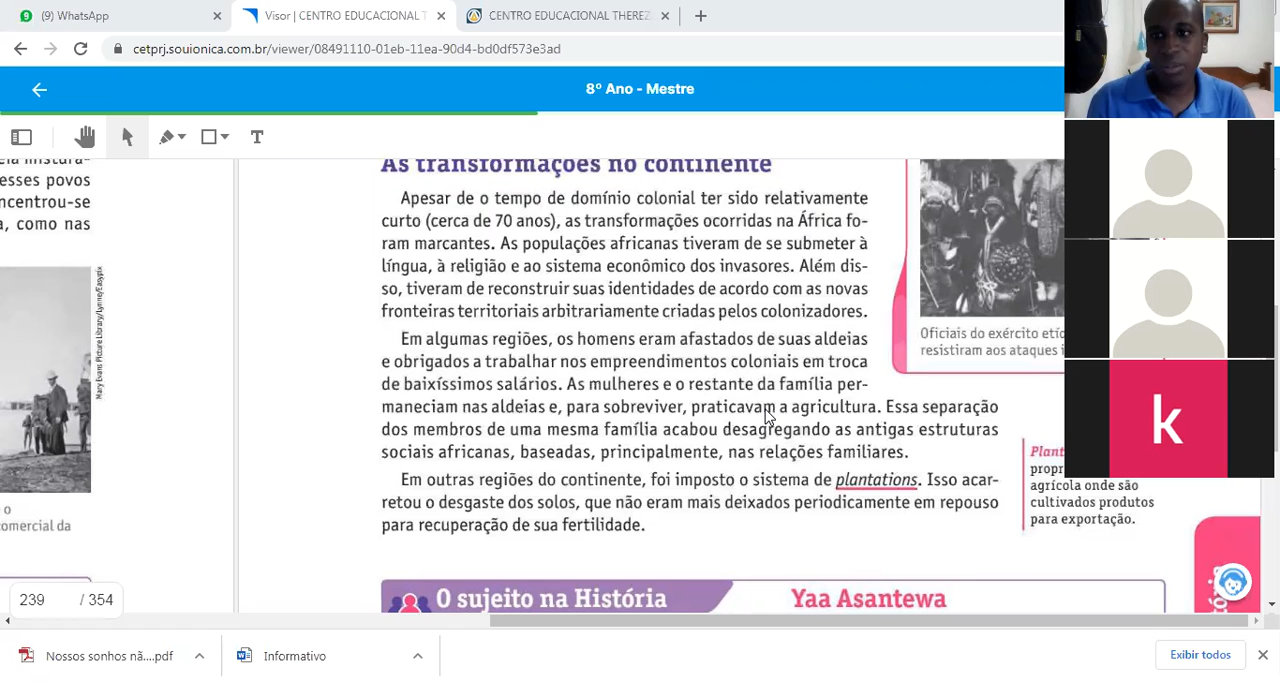 (9) WhatsApp
Visor | CENTRO EDUCACIONAL T
CENTRO EDUCACIONAL THEREZ
cetprj.souionica.com.br/viewer/08491110-01eb-11ea-90d4-bd0df573e3ad
8º Ano - Mestre
T
esses povos
ncentrou-se
a, como nas
Mary Evans Picture Library/Lynne/Easypix
o
comercial da
As transformações no continente
Apesar de o tempo de domínio colonial ter sido relativamente
curto (cerca de 70 anos), as transformações ocorridas na África fo-
ram marcantes. As populações africanas tiveram de se submeter à
língua, à religião e ao sistema econômico dos invasores. Além dis-
so, tiveram de reconstruir suas identidades de acordo com as novas
fronteiras territoriais arbitrariamente criadas pelos colonizadores.
Em algumas regiões, os homens eram afastados de suas aldeias
e obrigados a trabalhar nos empreendimentos coloniais em troca
de baixíssimos salários. As mulheres e o restante da família per-
maneciam nas aldeias e, para sobreviver, praticavam a agricultura. Essa separação
dos membros de uma mesma família acabou desagregando as antigas estruturas
sociais africanas, baseadas, principalmente, nas relações familiares.
Em outras regiões do continente, foi imposto o sistema de plantations. Isso acar-
retou o desgaste dos solos, que não eram mais deixados periodicamente em repouso
para recuperação de sua fertilidade.
Oficiais do exército etío
resistiram aos ataques i
Plant
propr
agrícola onde são
cultivados produtos
para exportação.
k
O sujeito na História
Yaa Asantewa
239 / 354
Nossos sonhos nã....pdf
Informativo
Exibir todos